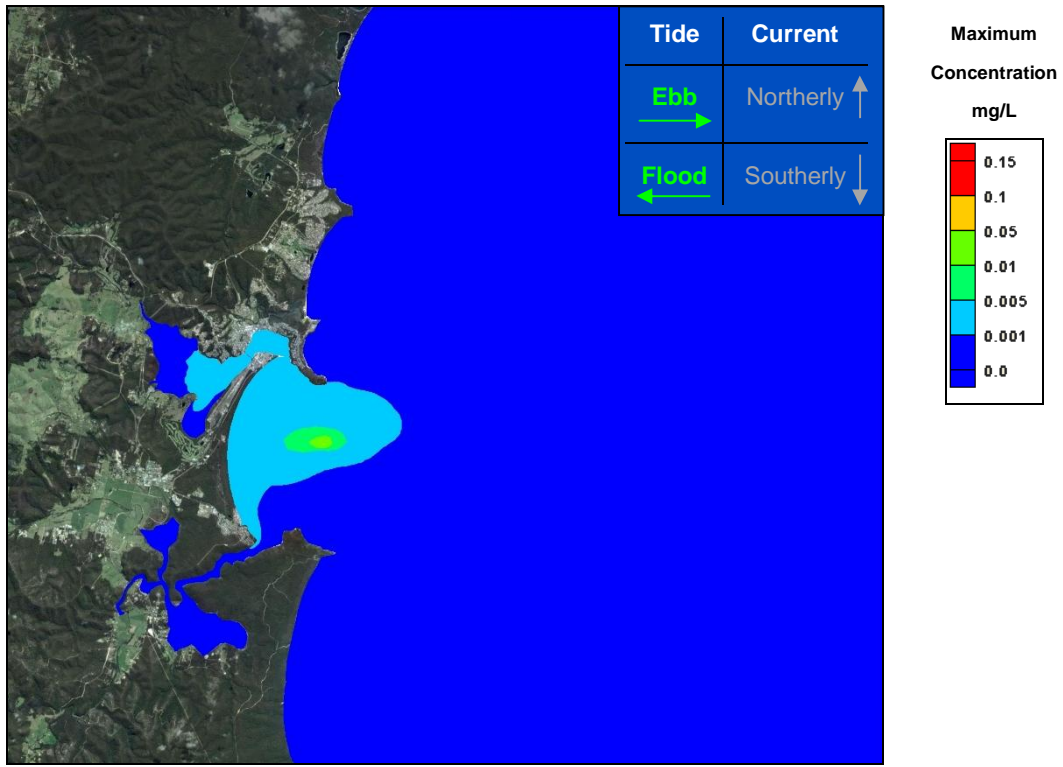 Tide Current
Ebb Northerly
Flood Southerly
Maximum
Concentration
mg/L
0.15
0.1
0.05
0.01
0.005
0.001
0.0